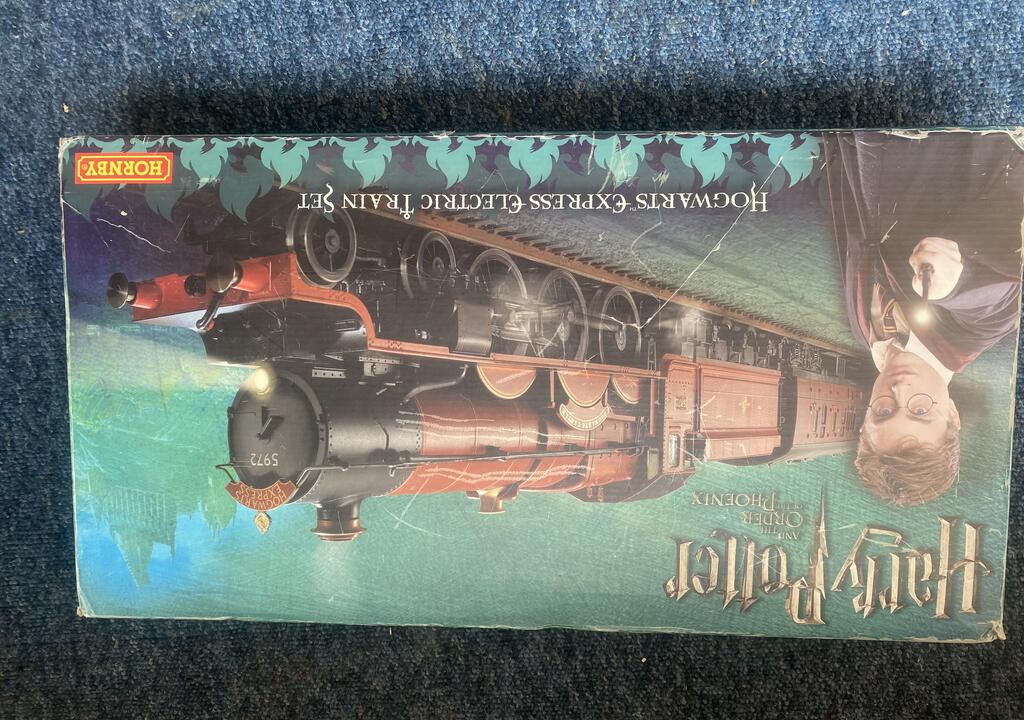 Harry Potter
AND THE
ORDER
OF THE PHOENIX
HOGWARTS
EXPRESS
5972
HOGWARTS™ EXPRESS ELECTRIC TRAIN SET
HORNBY®